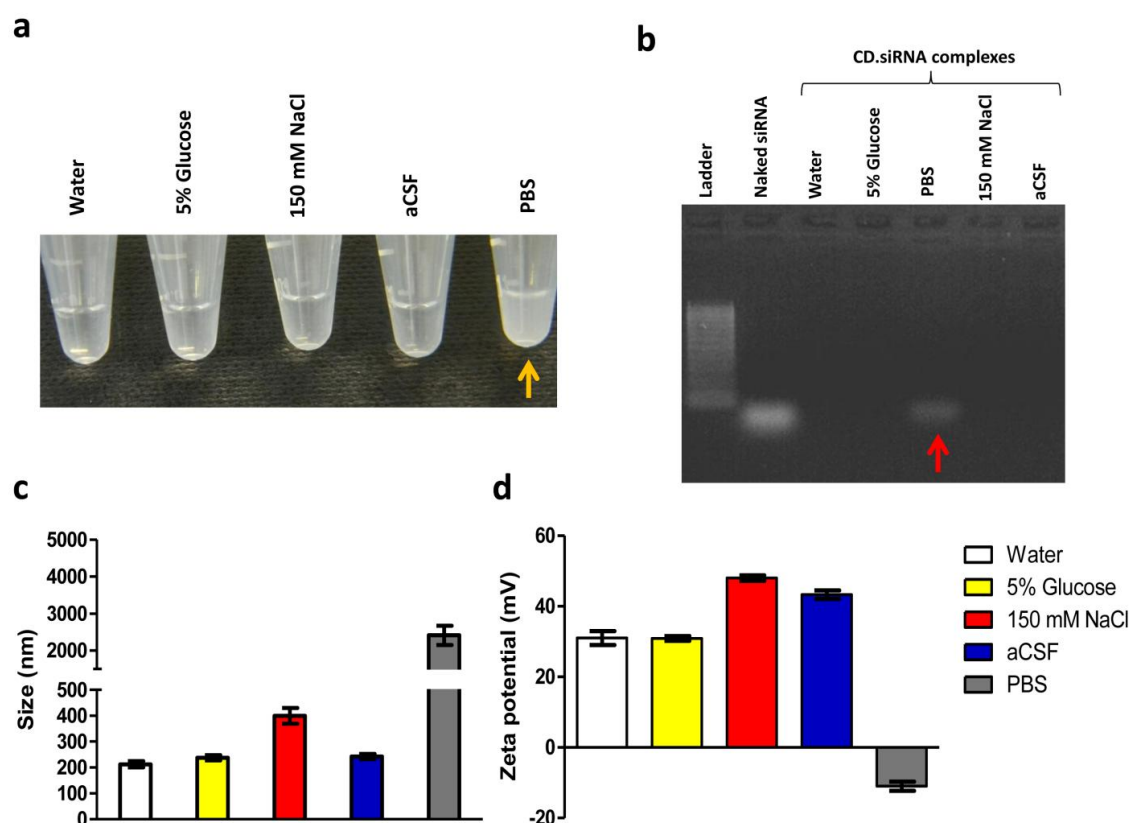 a
Water
5% Glucose
150 mM NaCl
aCSF
PBS
b
CD.siRNA complexes
Ladder
Naked siRNA
Water
5% Glucose
PBS
150 mM NaCl
aCSF
c
Size (nm)
5000
4000
3000
2000
500
400
300
200
100
0
d
Zeta potential (mV)
60
40
20
0
-20
Water
5% Glucose
150 mM NaCl
aCSF
PBS